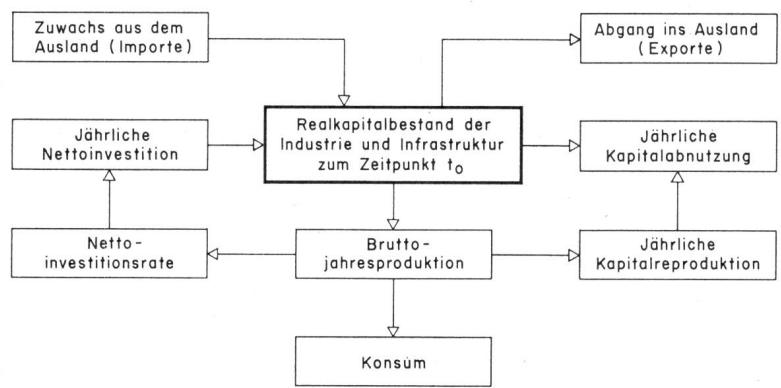 Zuwachs aus dem
Ausland (Importe)
Abgang ins Ausland
(Exporte)
Jährliche
Nettoinvestition
Realkapitalbestand der
Industrie und Infrastruktur
zum Zeitpunkt t₀
Jährliche
Kapitalabnutzung
Netto-
investitionsrate
Brutto-
jahresproduktion
Jährliche
Kapitalreproduktion
Konsum